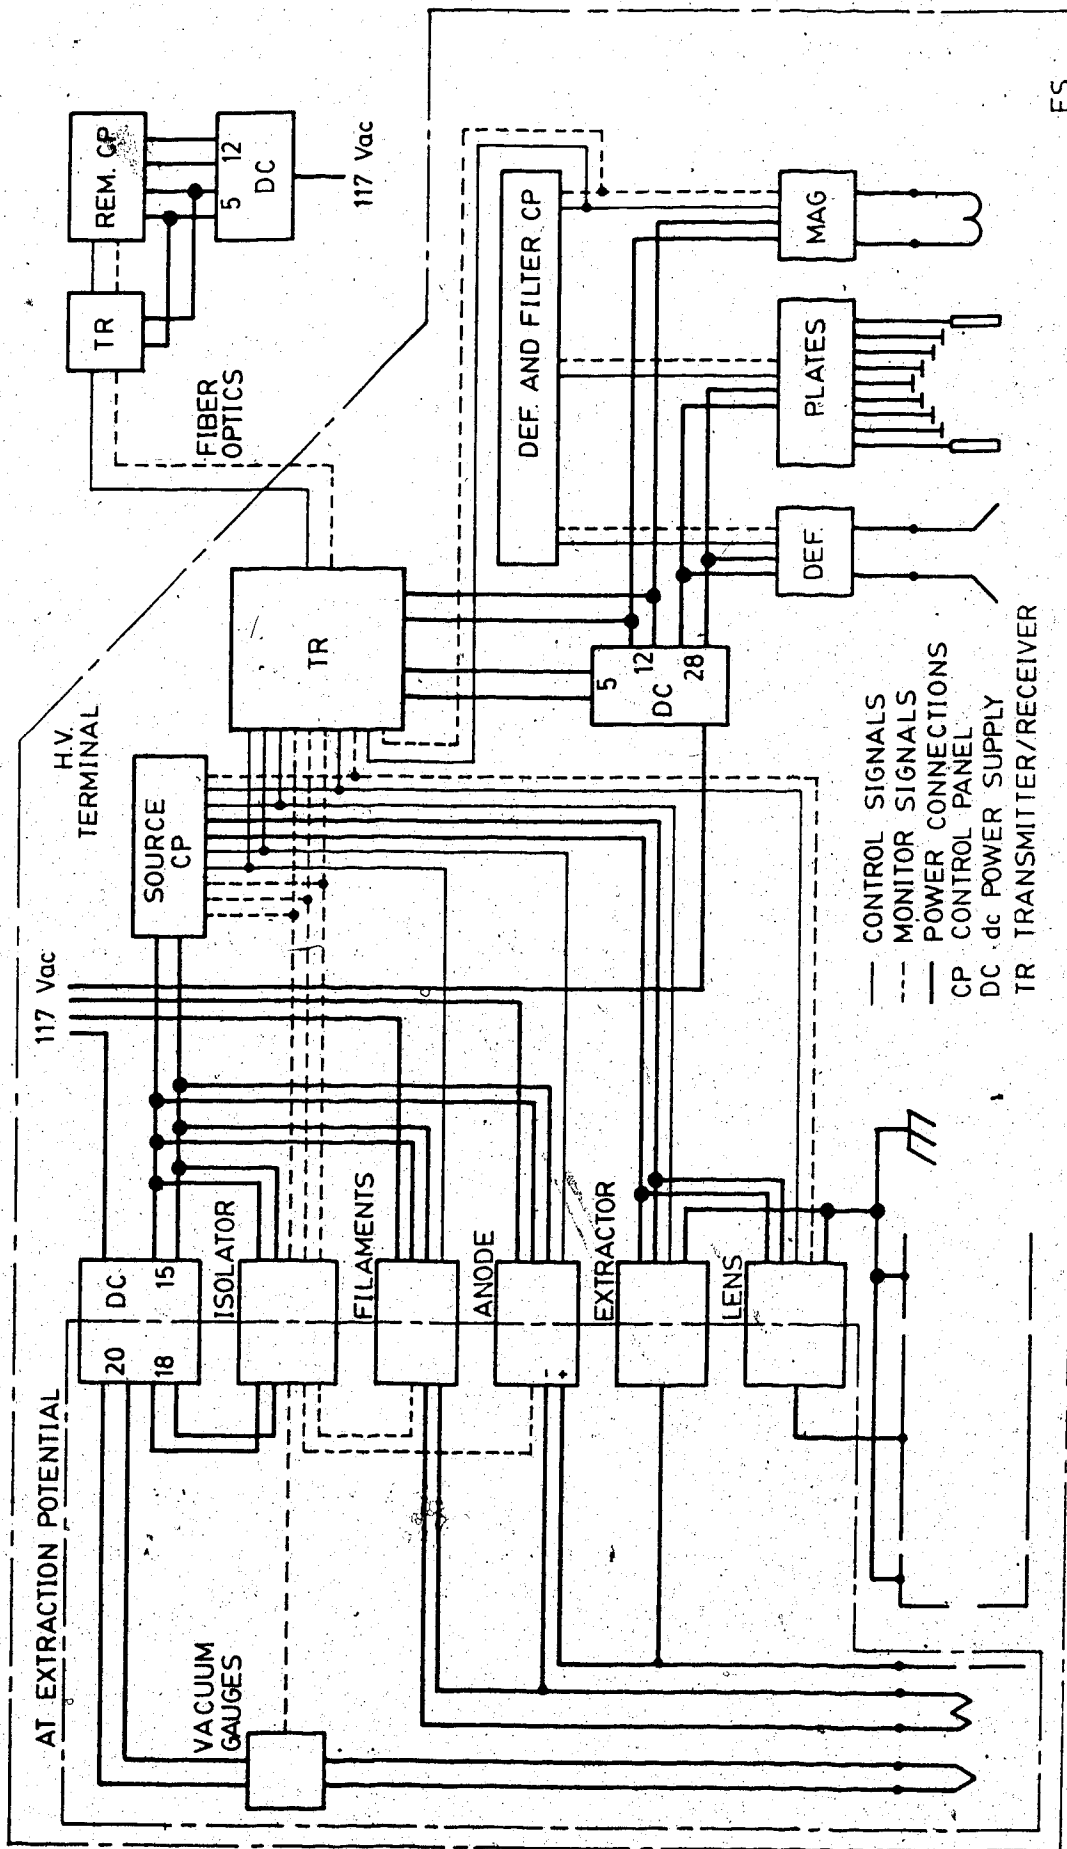 AT EXTRACTION POTENTIAL
117 Vac
H.V.
TERMINAL
REM. CP
5 12
DC
117 Vac
TR
FIBER
OPTICS
20
18
DC
15
SOURCE
CP
TR
ISOLATOR
VACUUM
GAUGES
FILAMENTS
ANODE
- +
EXTRACTOR
LENS
DEF. AND FILTER CP
5
12
28
DC
DEF.
PLATES
MAG
CONTROL SIGNALS
MONITOR SIGNALS
POWER CONNECTIONS
CP CONTROL PANEL
DC dc POWER SUPPLY
TR TRANSMITTER/RECEIVER